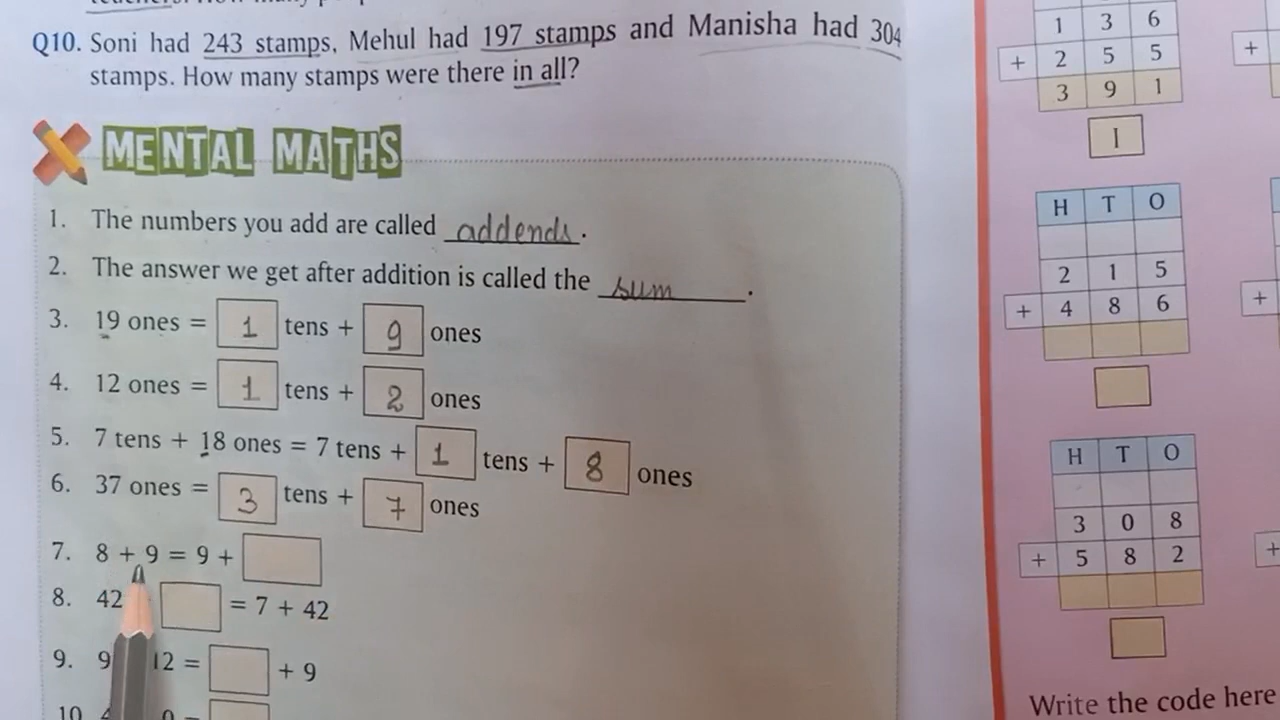 Q10. Soni had 243 stamps, Mehul had 197 stamps and Manisha had 304
stamps. How many stamps were there in all?
MENTAL MATHS
1. The numbers you add are called addends.
2. The answer we get after addition is called the sum.
3. 19 ones = 1 tens + 9 ones
4. 12 ones = 1 tens + 2 ones
5. 7 tens + 18 ones = 7 tens + 1 tens + 8 ones
6. 37 ones = 3 tens + 7 ones
7. 8 + 9 = 9 +
8. 42 = 7 + 42
9. 9 12 = + 9
10.
1 3 6
+ 2 5 5
3 9 1
I
H T O
2 1 5
+ 4 8 6
H T O
3 0 8
+ 5 8 2
Write the code here
+
+
+